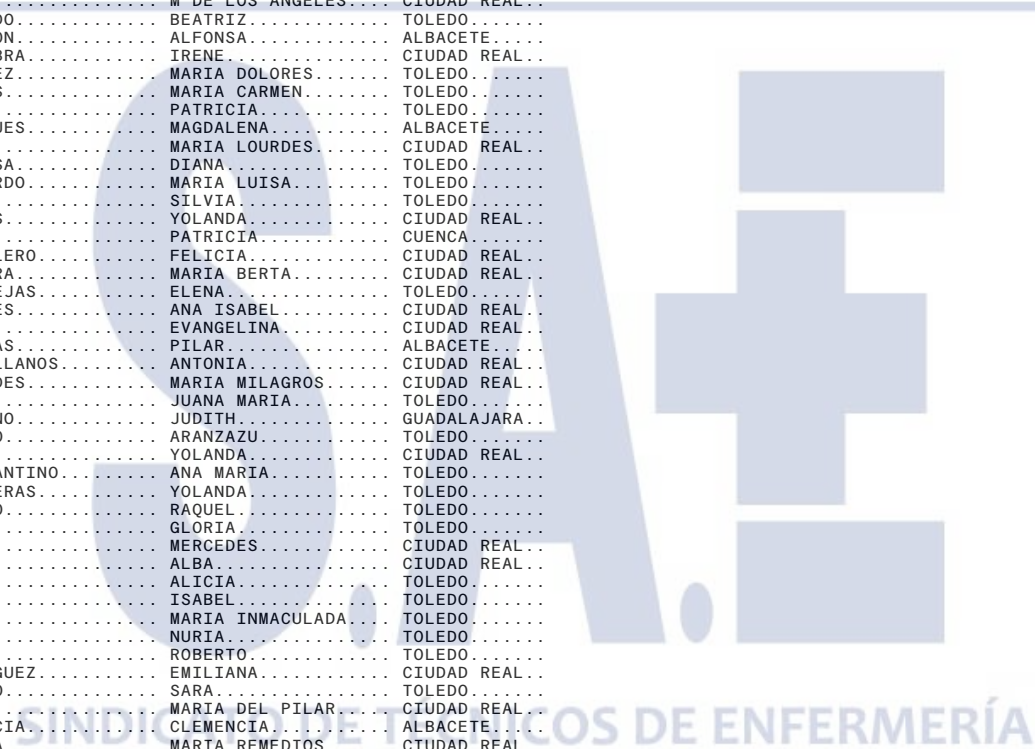 M DE LOS ANGELES.... CIUDAD REAL..
DO............... BEATRIZ............. TOLEDO.......
ON............... ALFONSA............. ALBACETE.....
BRA.............. IRENE............... CIUDAD REAL..
EZ............... MARIA DOLORES....... TOLEDO.......
S................ MARIA CARMEN........ TOLEDO.......
................. PATRICIA............ TOLEDO.......
UES.............. MAGDALENA........... ALBACETE.....
................. MARIA LOURDES....... CIUDAD REAL..
SA............... DIANA............... TOLEDO.......
RDO.............. MARIA LUISA......... TOLEDO.......
................. SILVIA.............. TOLEDO.......
S................ YOLANDA............. CIUDAD REAL..
................. PATRICIA............ CUENCA.......
LERO............. FELICIA............. CIUDAD REAL..
RA............... MARIA BERTA......... CIUDAD REAL..
EJAS............. ELENA............... TOLEDO.......
ES............... ANA ISABEL.......... CIUDAD REAL..
................. EVANGELINA.......... CIUDAD REAL..
AS............... PILAR............... ALBACETE.....
LLANOS........... ANTONIA............. CIUDAD REAL..
DES.............. MARIA MILAGROS...... CIUDAD REAL..
................. JUANA MARIA......... TOLEDO.......
NO............... JUDITH.............. GUADALAJARA..
O................ ARANZAZU............ TOLEDO.......
................. YOLANDA............. CIUDAD REAL..
ANTINO........... ANA MARIA........... TOLEDO.......
ERAS............. YOLANDA............. TOLEDO.......
O................ RAQUEL.............. TOLEDO.......
................. GLORIA.............. TOLEDO.......
................. MERCEDES............ CIUDAD REAL..
................. ALBA................ CIUDAD REAL..
................. ALICIA.............. TOLEDO.......
................. ISABEL.............. TOLEDO.......
................. MARIA INMACULADA.... TOLEDO.......
................. NURIA............... TOLEDO.......
................. ROBERTO............. TOLEDO.......
GUEZ............. EMILIANA............ CIUDAD REAL..
O................ SARA................ TOLEDO.......
................. MARIA DEL PILAR..... CIUDAD REAL..
CIA.............. CLEMENCIA........... ALBACETE.....
MARIA REMEDIOS CIUDAD REAL
S.A.E
SINDICATO DE TÉCNICOS DE ENFERMERÍA